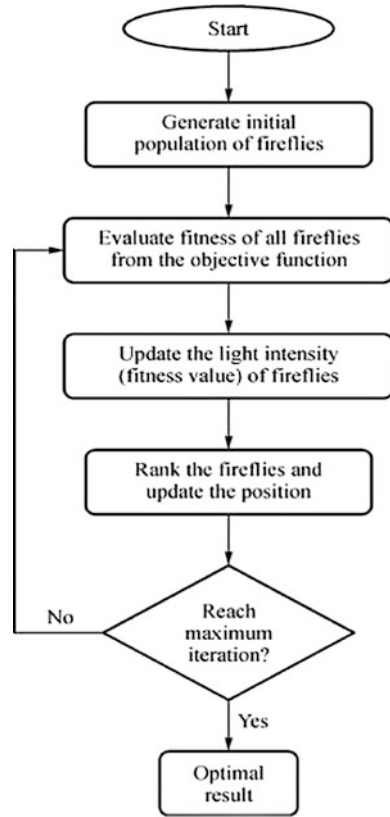 Start
Generate initial
population of fireflies
Evaluate fitness of all fireflies
from the objective function
Update the light intensity
(fitness value) of fireflies
Rank the fireflies and
update the position
Reach
maximum
iteration?
No
Yes
Optimal
result